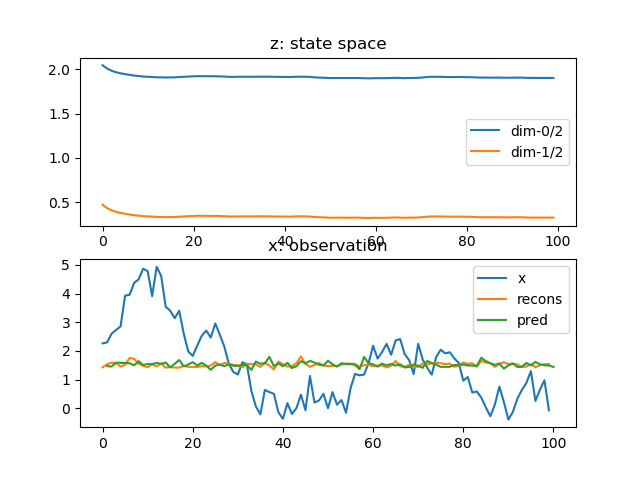 z: state space
2.0
1.5
1.0
0.5
dim-0/2
dim-1/2
0 20 40 60 80 100
x: observation
5
4
3
2
1
0
x
recons
pred
0 20 40 60 80 100